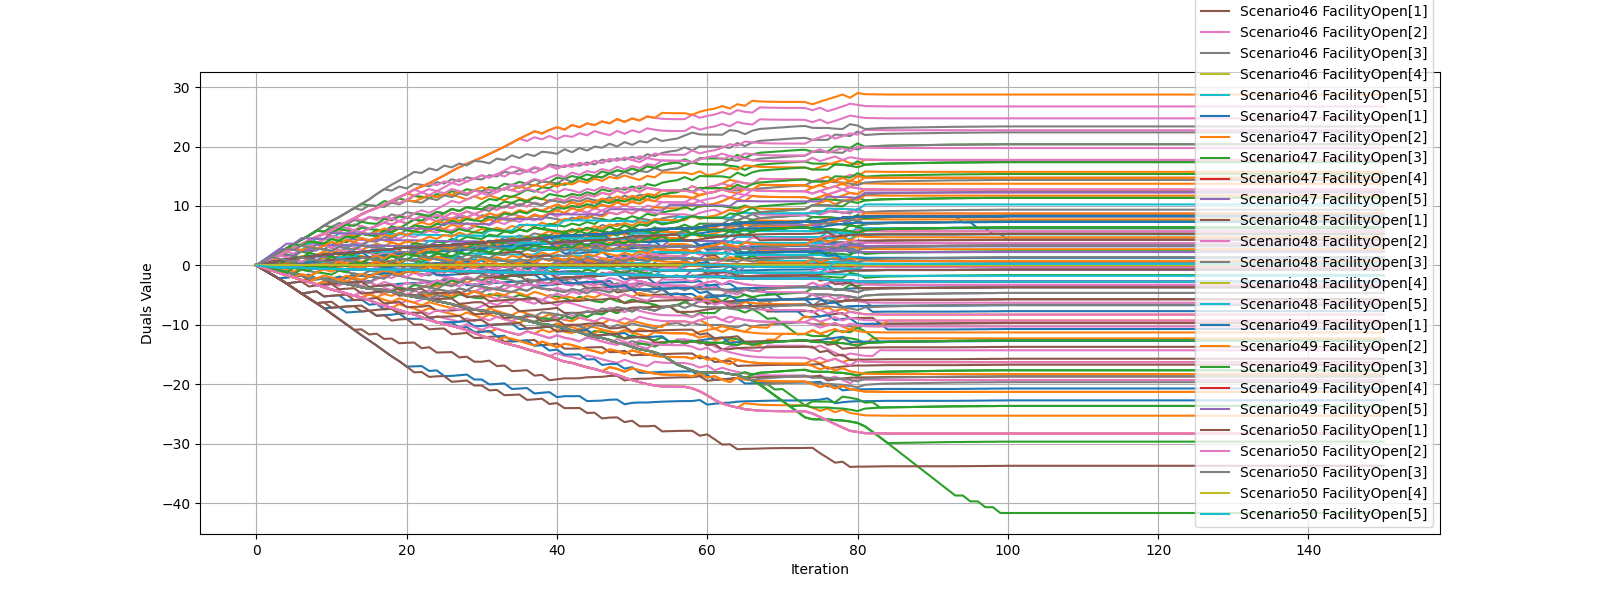 Scenario46 FacilityOpen[1]
Scenario46 FacilityOpen[2]
Scenario46 FacilityOpen[3]
Scenario46 FacilityOpen[4]
Scenario46 FacilityOpen[5]
Scenario47 FacilityOpen[1]
Scenario47 FacilityOpen[2]
Scenario47 FacilityOpen[3]
Scenario47 FacilityOpen[4]
Scenario47 FacilityOpen[5]
Scenario48 FacilityOpen[1]
Scenario48 FacilityOpen[2]
Scenario48 FacilityOpen[3]
Scenario48 FacilityOpen[4]
Scenario48 FacilityOpen[5]
Scenario49 FacilityOpen[1]
Scenario49 FacilityOpen[2]
Scenario49 FacilityOpen[3]
Scenario49 FacilityOpen[4]
Scenario49 FacilityOpen[5]
Scenario50 FacilityOpen[1]
Scenario50 FacilityOpen[2]
Scenario50 FacilityOpen[3]
Scenario50 FacilityOpen[4]
Scenario50 FacilityOpen[5]
30
20
10
0
−10
−20
−30
−40
Duals Value
0 20 40 60 80 100 120 140
Iteration